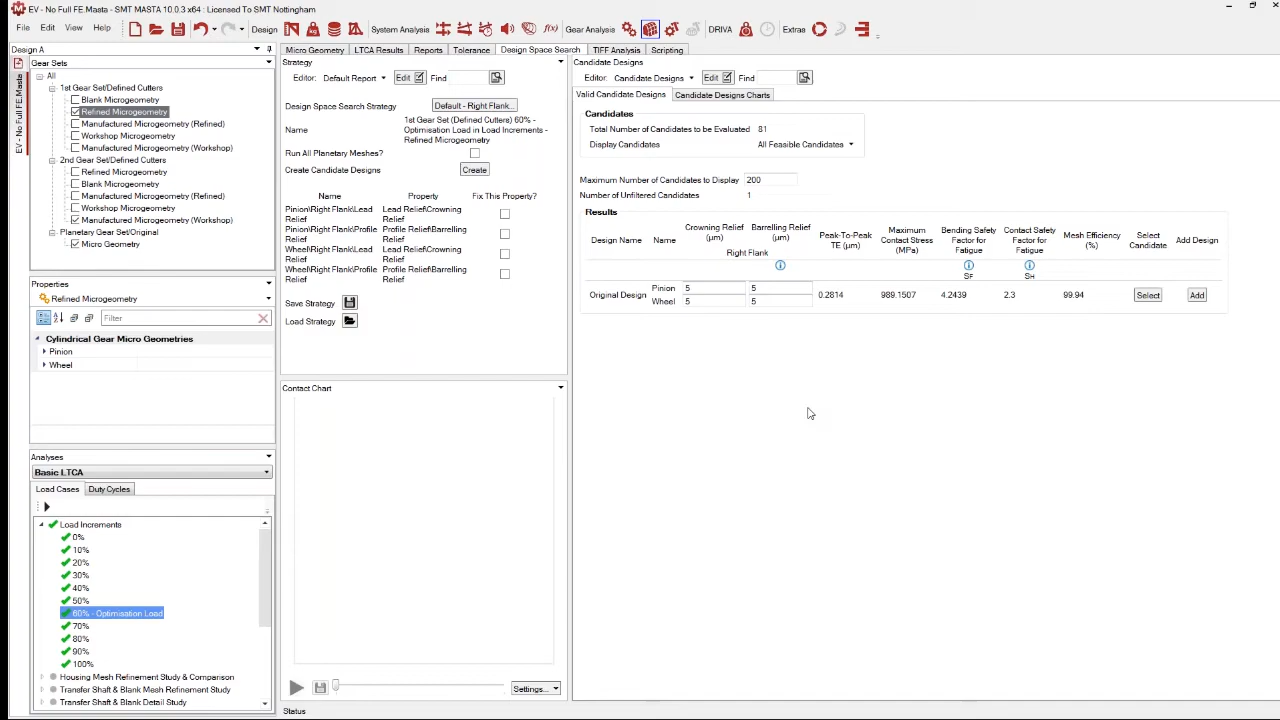 EV - No Full FE.Masta - SMT MASTA 10.0.3 x64 : Licensed To SMT Nottingham
File Edit View Help
Design
System Analysis
f(x)
Gear Analysis
DRIVA
Extras
Design A
EV - No Full FE.Masta
Gear Sets
All
1st Gear Set/Defined Cutters
Blank Microgeometry
Refined Microgeometry
Manufactured Microgeometry (Refined)
Workshop Microgeometry
Manufactured Microgeometry (Workshop)
2nd Gear Set/Defined Cutters
Refined Microgeometry
Blank Microgeometry
Manufactured Microgeometry (Refined)
Workshop Microgeometry
Manufactured Microgeometry (Workshop)
Planetary Gear Set/Original
Micro Geometry
Properties
Refined Microgeometry
Filter
Cylindrical Gear Micro Geometries
Pinion
Wheel
Analyses
Basic LTCA
Load Cases Duty Cycles
Load Increments
0%
10%
20%
30%
40%
50%
60% - Optimisation Load
70%
80%
90%
100%
Housing Mesh Refinement Study & Comparison
Transfer Shaft & Blank Mesh Refinement Study
Transfer Shaft & Blank Detail Study
Micro Geometry LTCA Results Reports Tolerance Design Space Search TIFF Analysis Scripting
Strategy
Editor: Default Report Edit Find
Design Space Search Strategy Default - Right Flank...
Name 1st Gear Set (Defined Cutters) 60% - Optimisation Load in Load Increments - Refined Microgeometry
Run All Planetary Meshes?
Create Candidate Designs Create
Name Property Fix This Property?
Pinion\Right Flank\Lead Relief Lead Relief\Crowning Relief
Pinion\Right Flank\Profile Relief Profile Relief\Barrelling Relief
Wheel\Right Flank\Lead Relief Lead Relief\Crowning Relief
Wheel\Right Flank\Profile Relief Profile Relief\Barrelling Relief
Save Strategy
Load Strategy
Contact Chart
Settings...
Status
Candidate Designs
Editor: Candidate Designs Edit Find
Valid Candidate Designs Candidate Designs Charts
Candidates
Total Number of Candidates to be Evaluated 81
Display Candidates All Feasible Candidates
Maximum Number of Candidates to Display 200
Number of Unfiltered Candidates 1
Results
Design Name Name Crowning Relief (µm) Barrelling Relief (µm) Peak-To-Peak TE (µm) Maximum Contact Stress (MPa) Bending Safety Factor for Fatigue Contact Safety Factor for Fatigue Mesh Efficiency (%) Select Candidate Add Design
Right Flank
SF SH
Original Design Pinion 5 5 0.2814 989.1507 4.2439 2.3 99.94 Select Add
Wheel 5 5